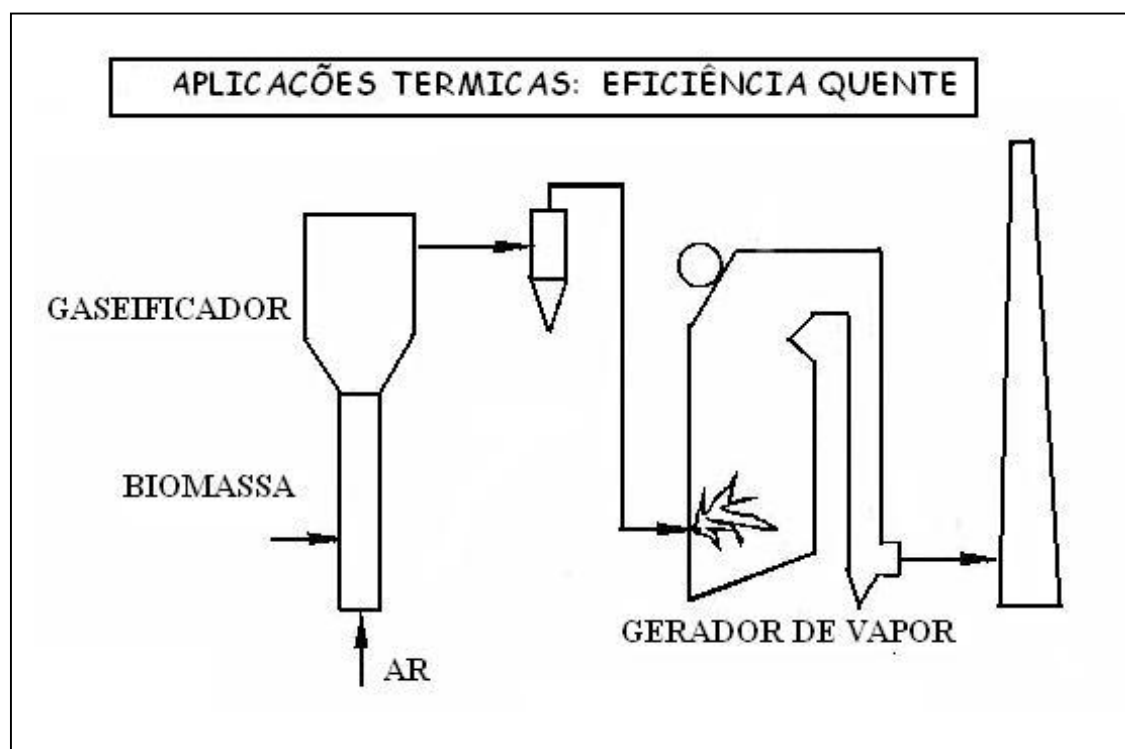 APLICAÇÕES TERMICAS: EFICIÊNCIA QUENTE
GASEIFICADOR
BIOMASSA
GERADOR DE VAPOR
AR